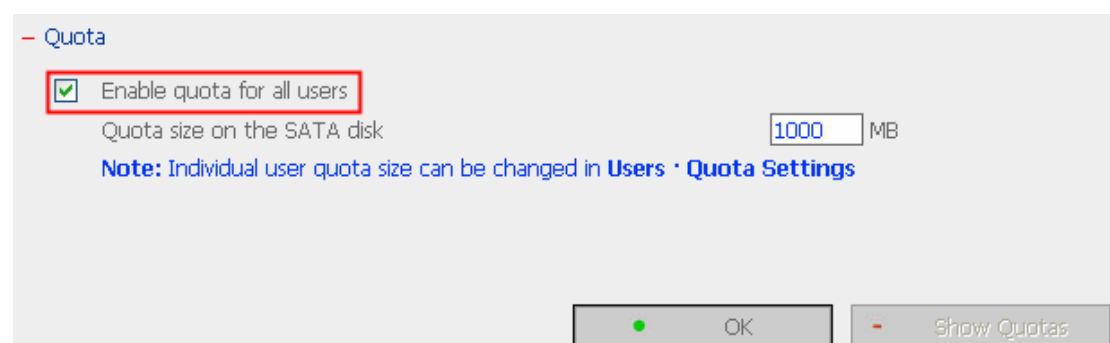 – Quota
Enable quota for all users
Quota size on the SATA disk 1000 MB
Note: Individual user quota size can be changed in Users · Quota Settings
OK
Show Quotas